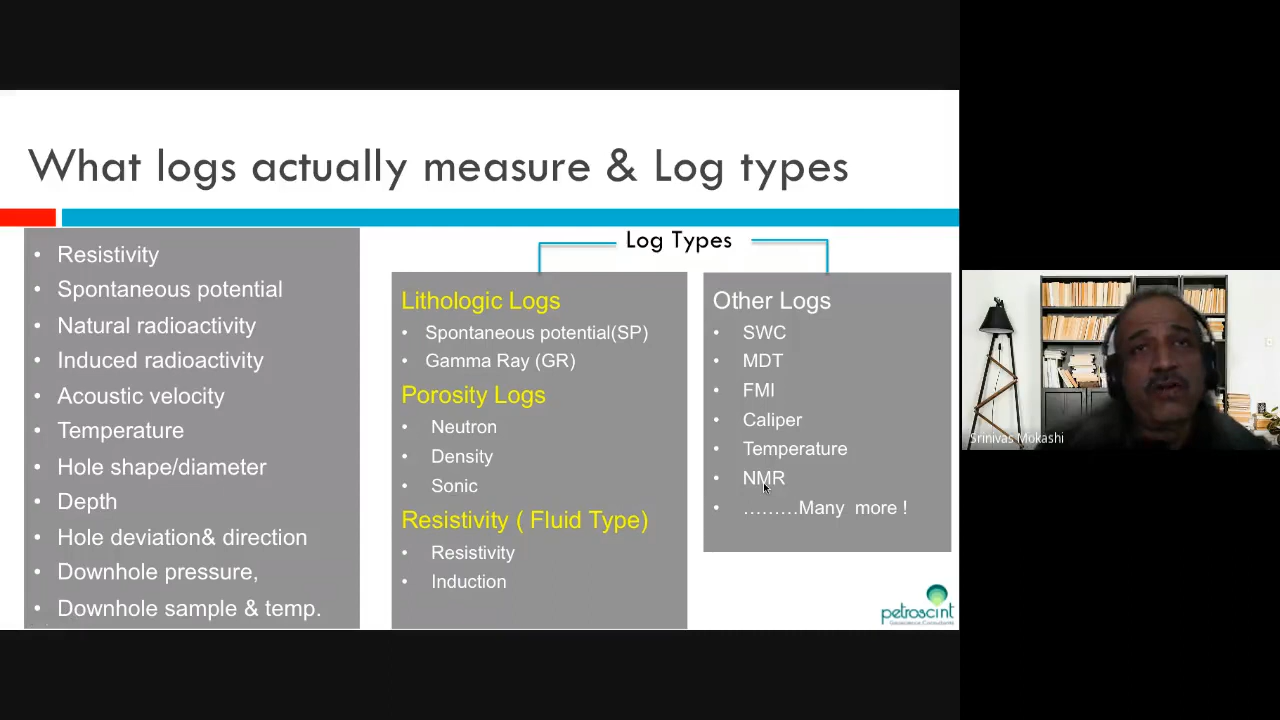 What logs actually measure & Log types
Resistivity
Spontaneous potential
Natural radioactivity
Induced radioactivity
Acoustic velocity
Temperature
Hole shape/diameter
Depth
Hole deviation& direction
Downhole pressure,
Downhole sample & temp.
Log Types
Lithologic Logs
Spontaneous potential(SP)
Gamma Ray (GR)
Porosity Logs
Neutron
Density
Sonic
Resistivity ( Fluid Type)
Resistivity
Induction
Other Logs
SWC
MDT
FMI
Caliper
Temperature
NMR
………Many more !
petroscint
Geoscience Consultants
Srinivas Mokashi